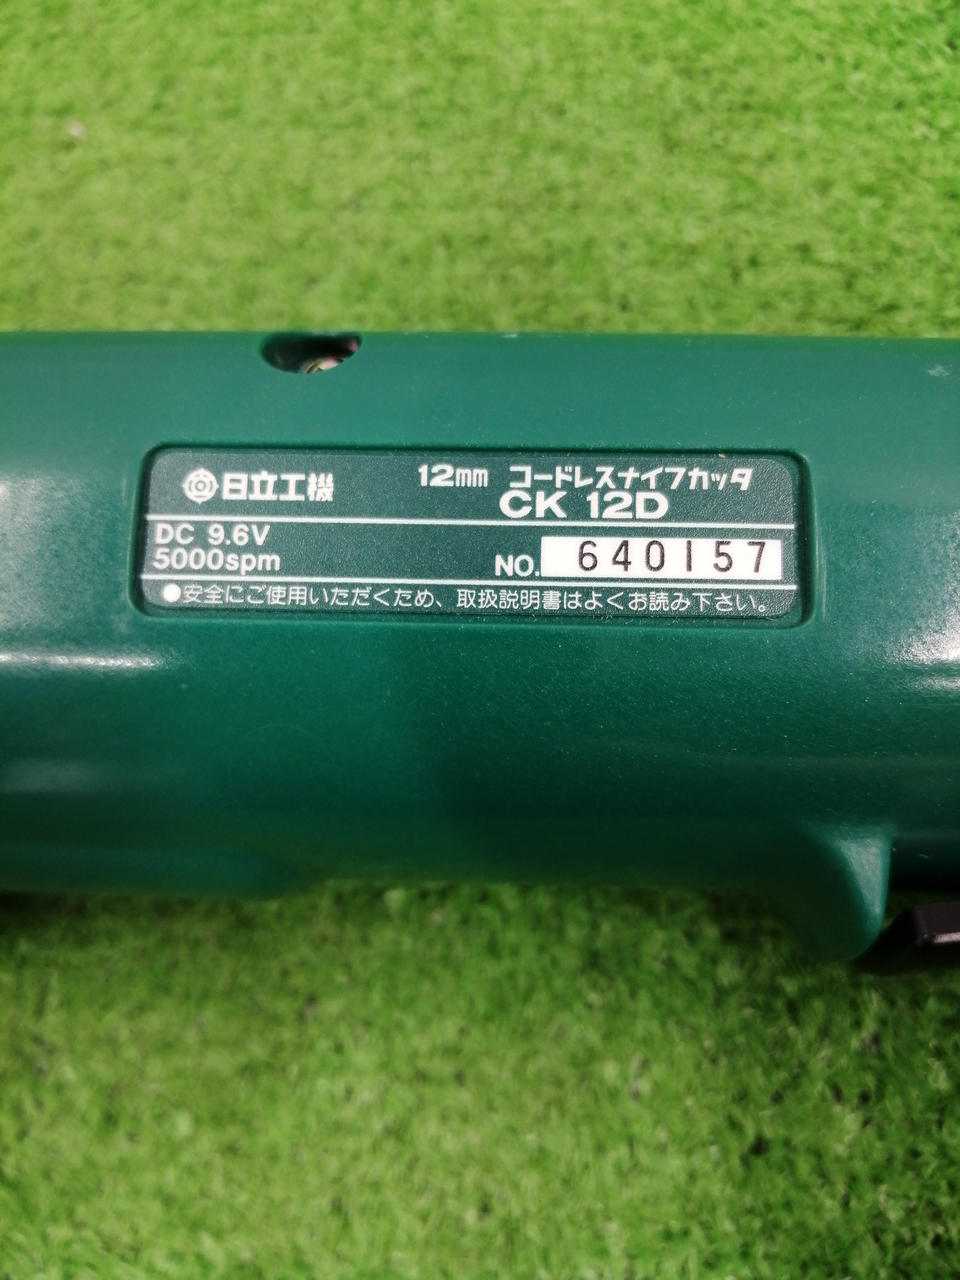 日立工機 12mm コードレスナイフカッタ
CK 12D
DC 9.6V
5000spm
NO. 640157
●安全にご使用いただくため、取扱説明書はよくお読み下さい。